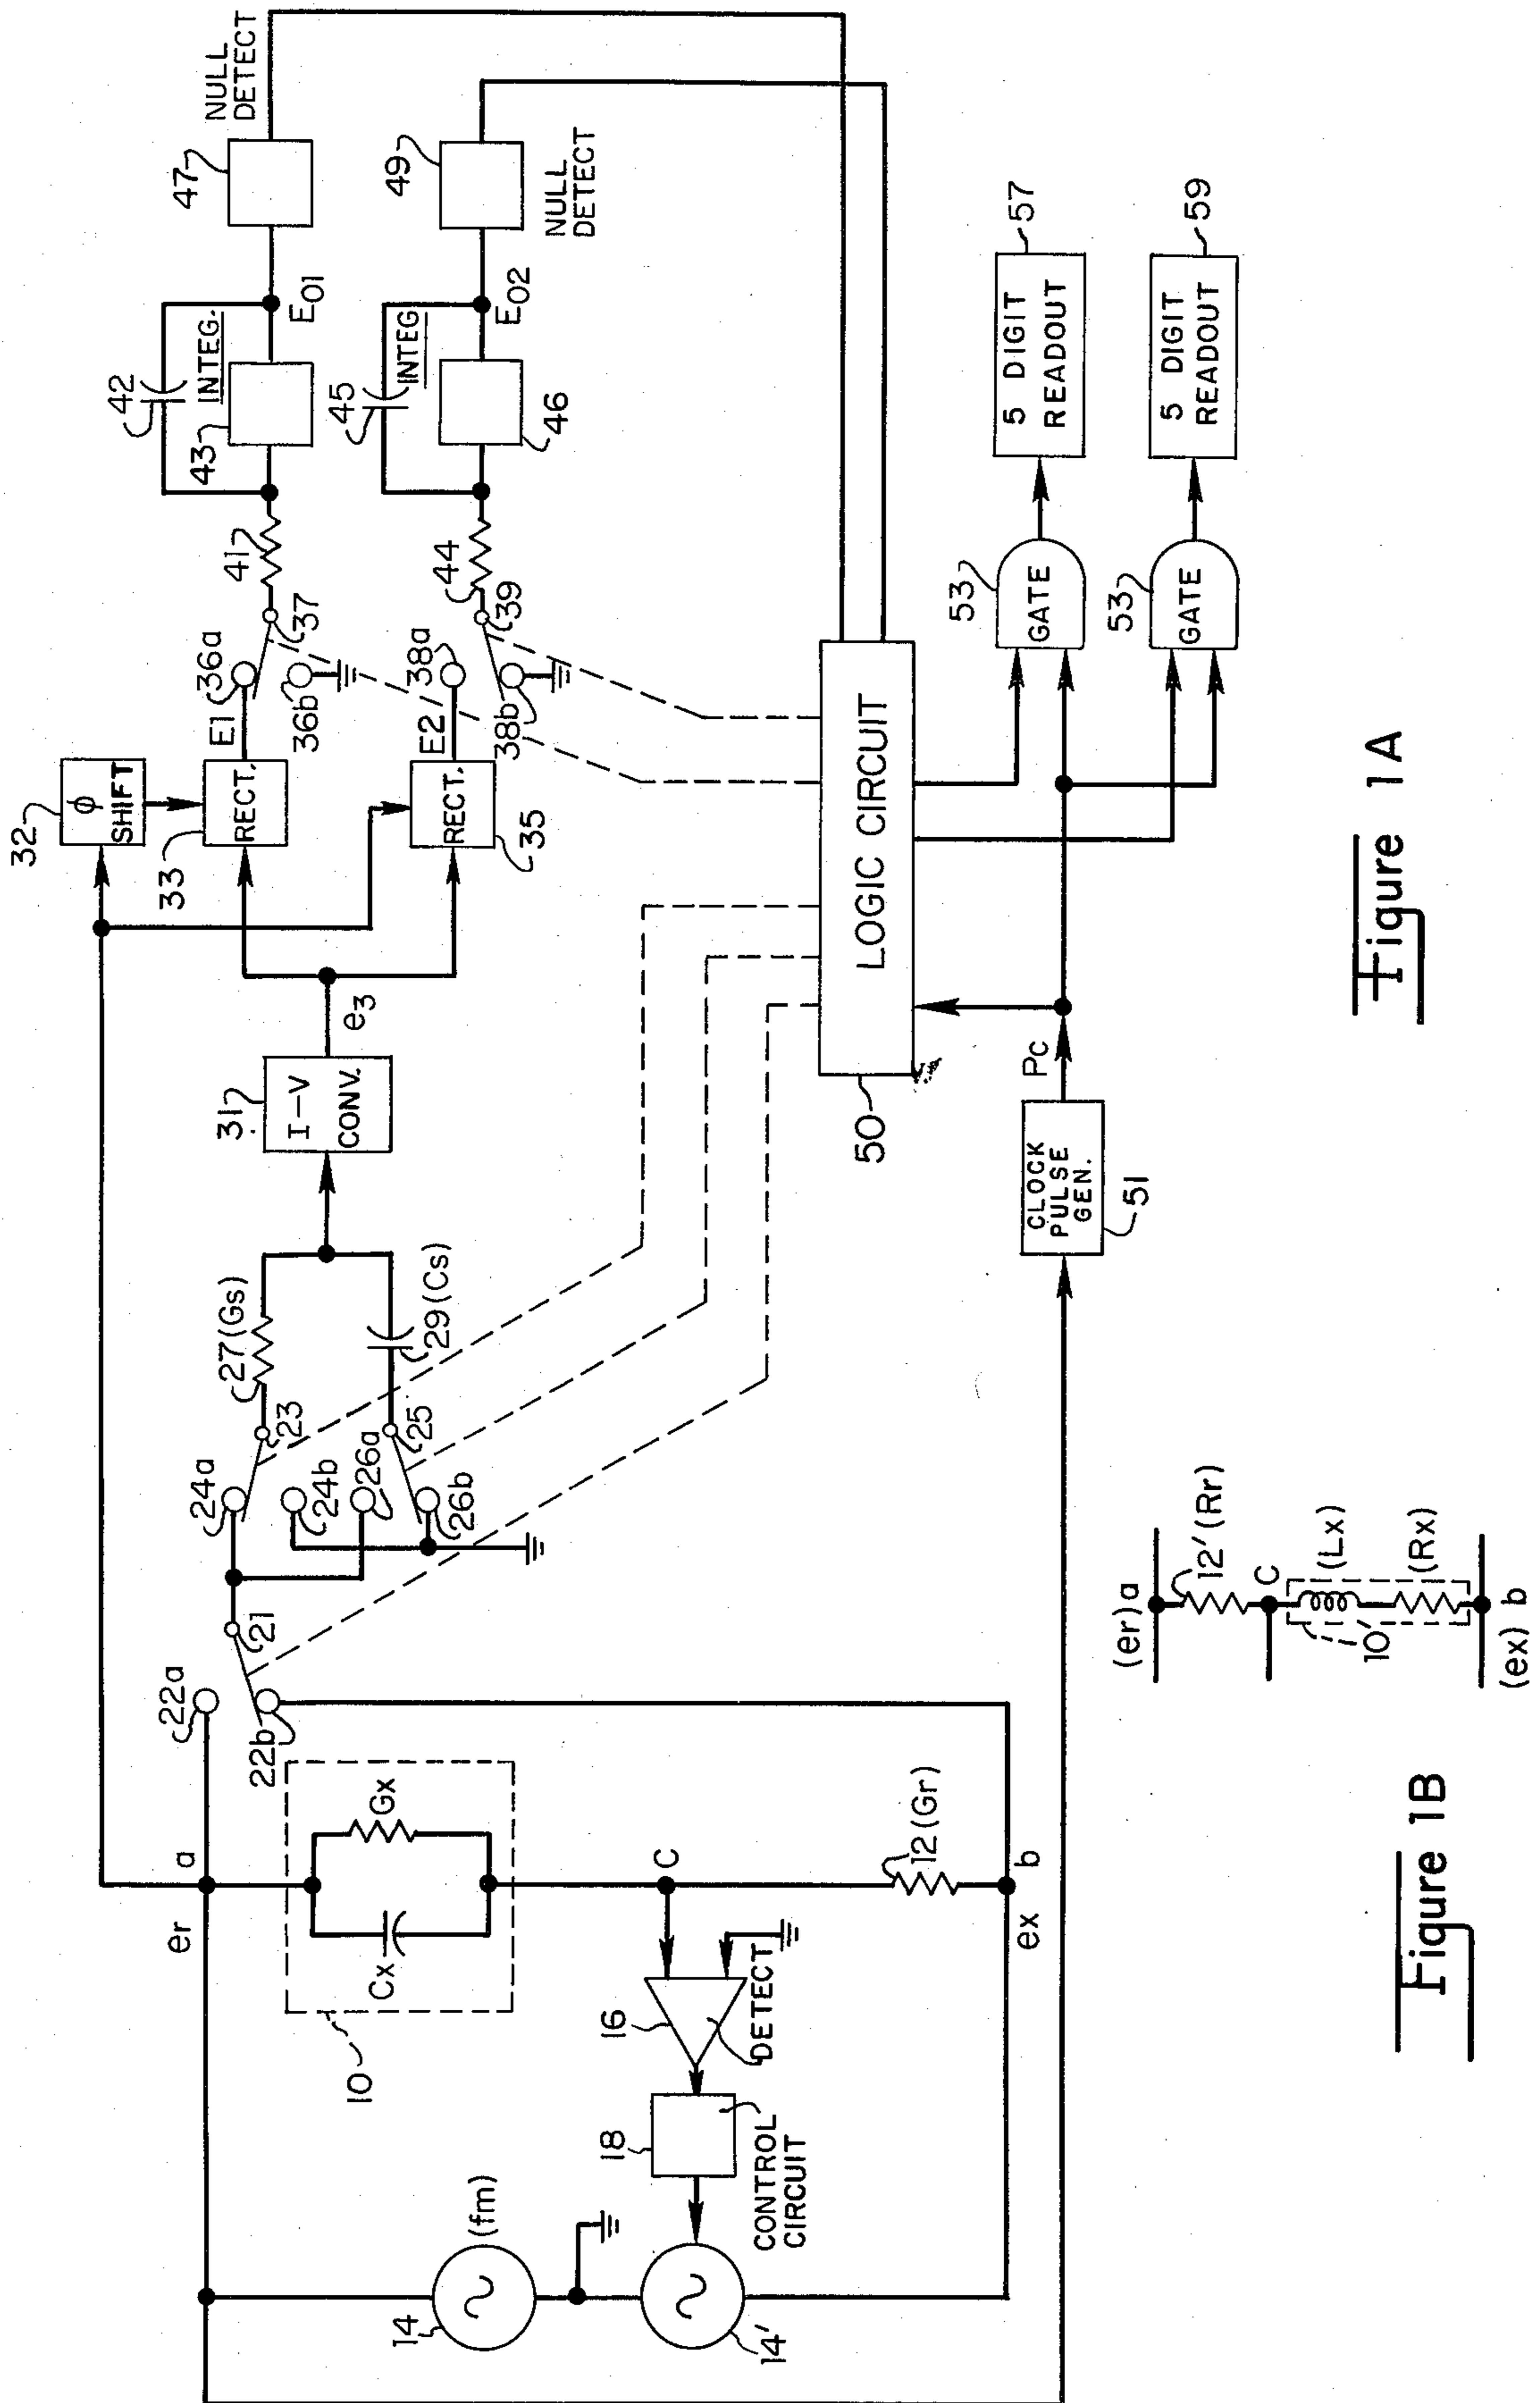 NULL
DETECT
47
42
INTEG.
43
E01
41
37
36a
36b
E1
32
ϕ
SHIFT
RECT.
33
49
NULL
DETECT
45
INTEG
46
E02
44
39
38a
38b
E2
RECT.
35
e3
31
I-V
CONV.
27(Gs)
29(Cs)
23
24a
24b
25
26a
26b
21
22a
22b
er
a
Gx
Cx
10
C
12(Gr)
b
ex
16
DETECT
18
CONTROL
CIRCUIT
(fm)
14
14'
LOGIC CIRCUIT
50
Pc
CLOCK
PULSE
GEN.
51
53
GATE
5 DIGIT
READOUT
57
53
GATE
5 DIGIT
READOUT
59
Figure 1A
(er)a
12'(Rr)
C
(Lx)
(Rx)
10'
(ex) b
Figure 1B